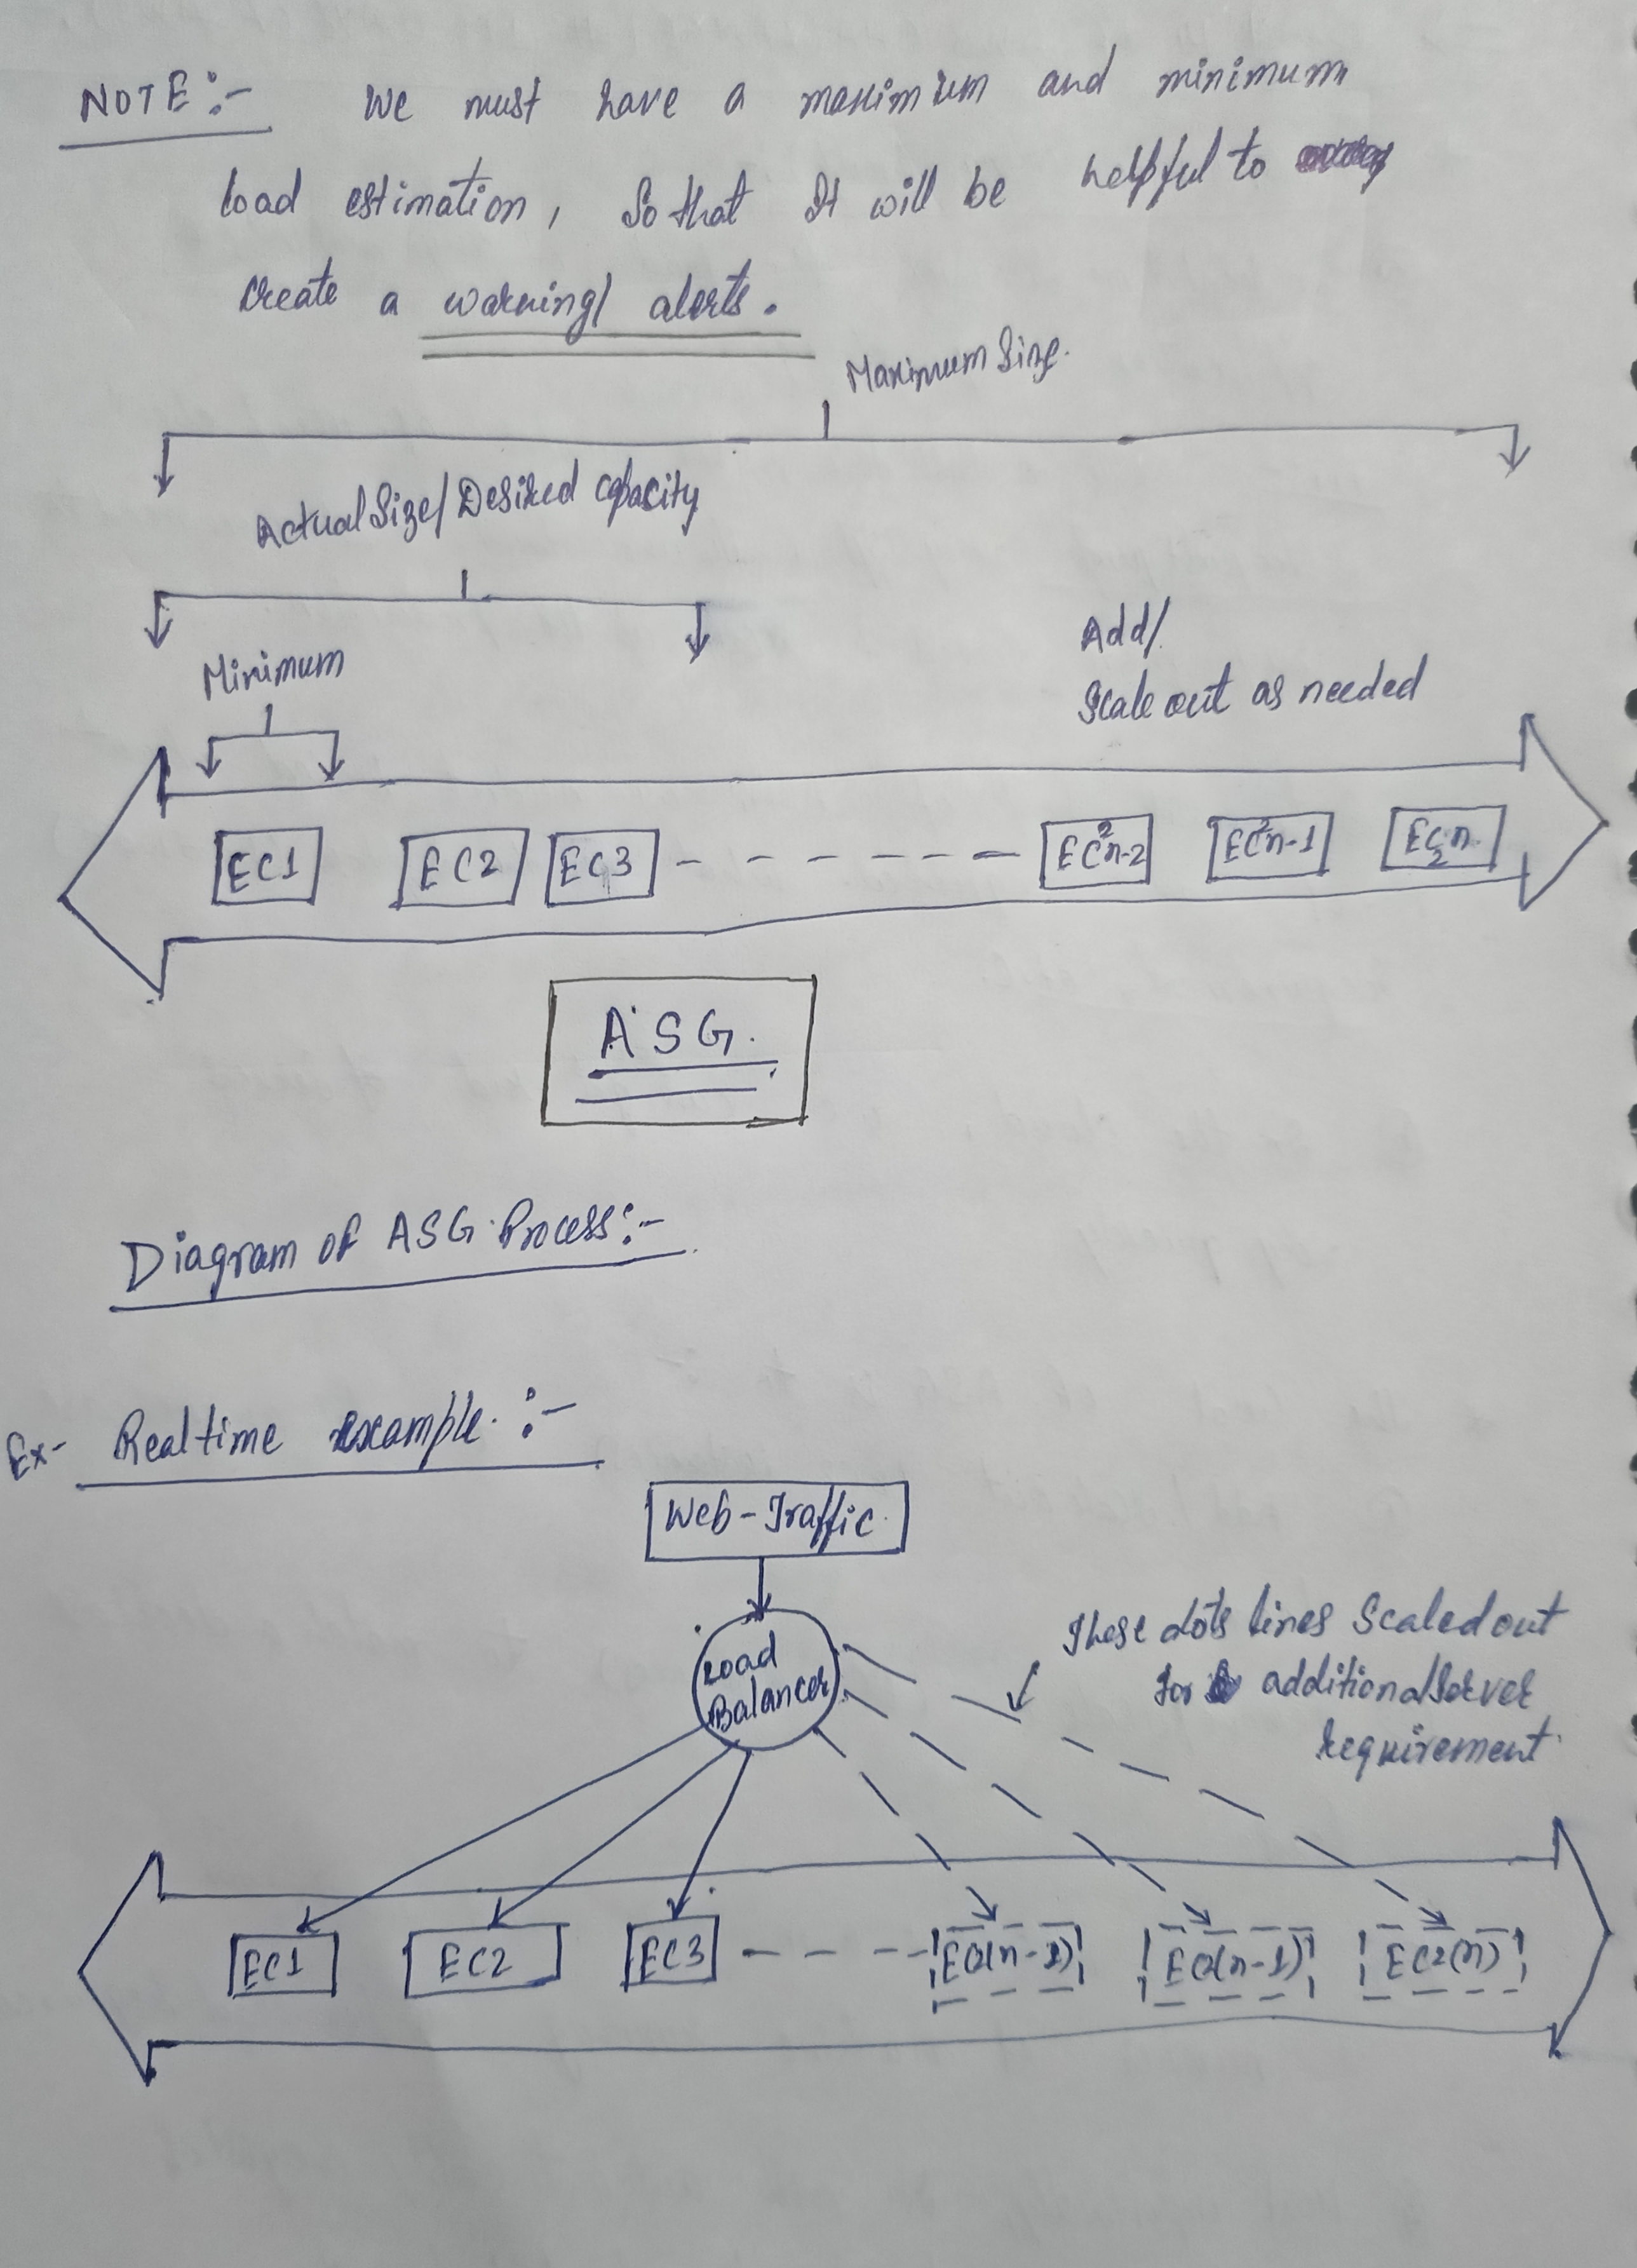 NOTE :- We must have a maximium and minimum
load estimation, So that It will be helpful to
create a warning/ alerts.
Maximum Size.
Actual Size/ Desired capacity
Minimum
Add/
Scale out as needed
EC1 EC2 EC3 - - - - - - - EC2n-2 EC2n-1 EC2n
ASG.
Diagram of ASG Process :-
Ex- Realtime example. :-
Web-Traffic
Load
Balancer
These dots lines Scaled out
for additional Server
requirement
EC1 EC2 EC3 - - - - EC2(n-1) EC2(n-1) EC2(n)